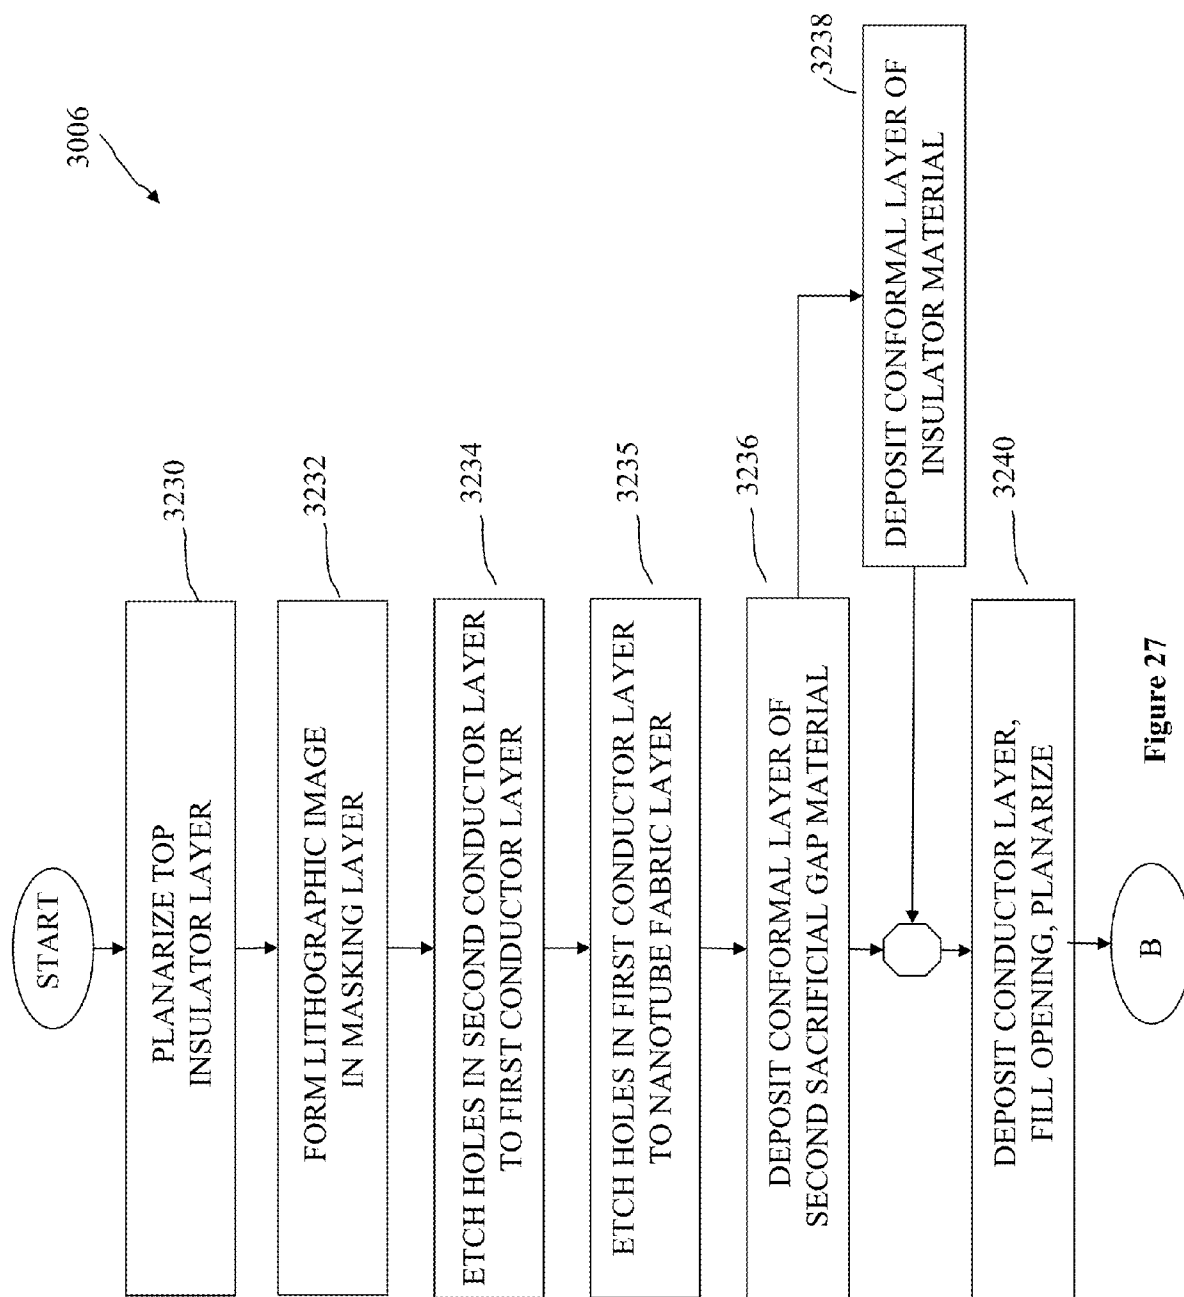 3006
START
3230
PLANARIZE TOP
INSULATOR LAYER
3232
FORM LITHOGRAPHIC IMAGE
IN MASKING LAYER
3234
ETCH HOLES IN SECOND CONDUCTOR LAYER
TO FIRST CONDUCTOR LAYER
3235
ETCH HOLES IN FIRST CONDUCTOR LAYER
TO NANOTUBE FABRIC LAYER
3236
DEPOSIT CONFORMAL LAYER OF
SECOND SACRIFICIAL GAP MATERIAL
3238
DEPOSIT CONFORMAL LAYER OF
INSULATOR MATERIAL
3240
DEPOSIT CONDUCTOR LAYER,
FILL OPENING, PLANARIZE
B
Figure 27